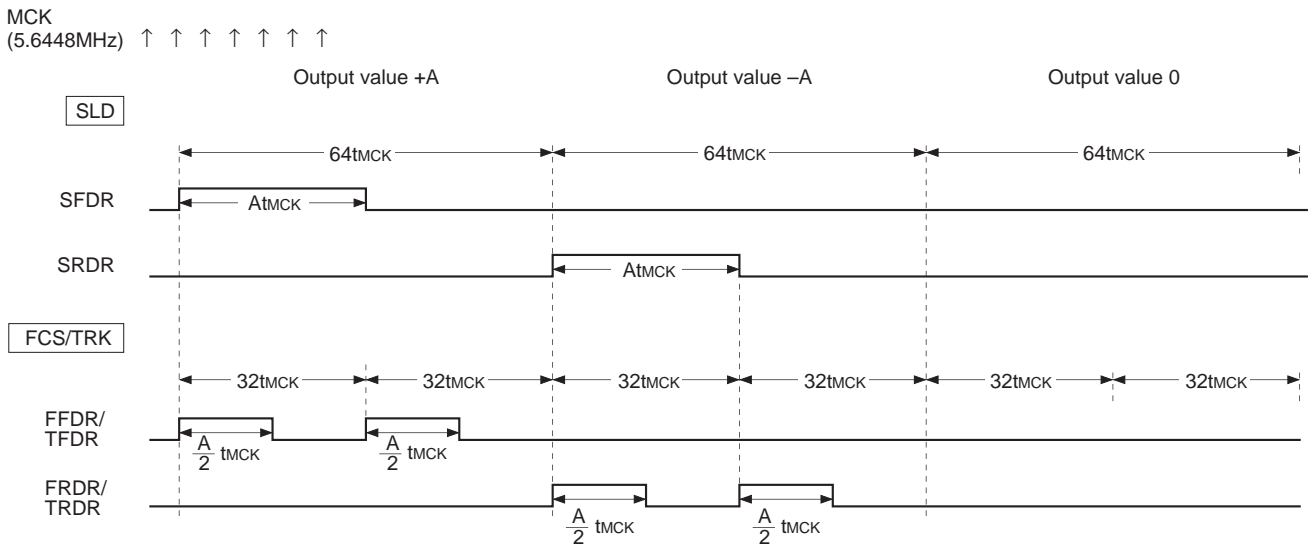 MCK
(5.6448MHz) ↑ ↑ ↑ ↑ ↑ ↑ ↑
Output value +A Output value –A Output value 0
SLD
64tMCK 64tMCK 64tMCK
SFDR AtMCK
SRDR AtMCK
FCS/TRK
32tMCK 32tMCK 32tMCK 32tMCK 32tMCK 32tMCK
FFDR/
TFDR
A/2 tMCK A/2 tMCK
FRDR/
TRDR
A/2 tMCK A/2 tMCK